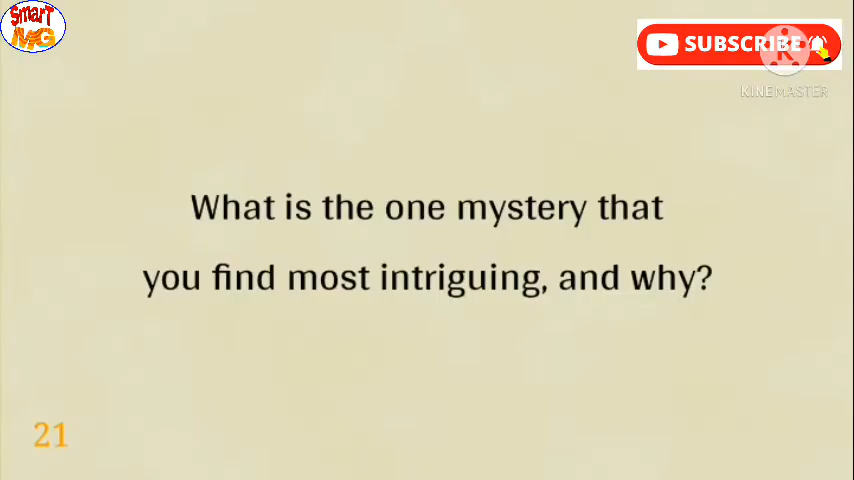 SmarT
MG
SUBSCRIBE
KINEMASTER
What is the one mystery that
you find most intriguing, and why?
21